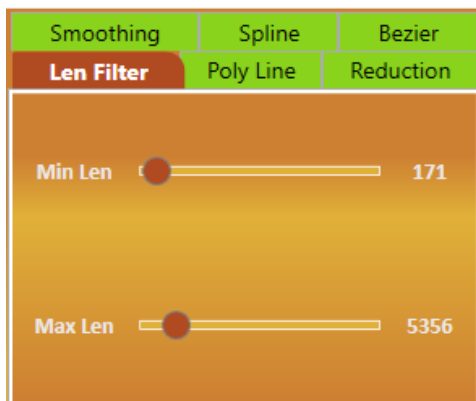 Smoothing Spline Bezier
Len Filter Poly Line Reduction
Min Len 171
Max Len 5356